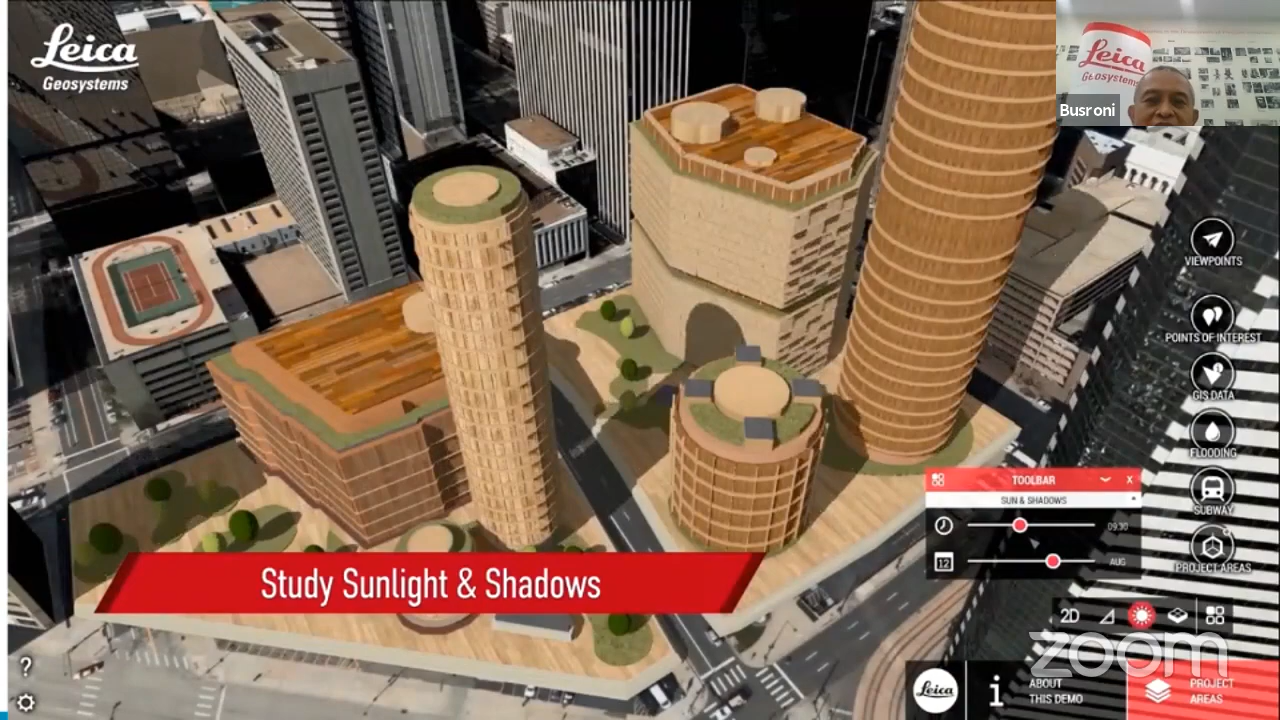 Leica
Geosystems
Leica
Geosystems
Busroni
VIEWPOINTS
POINTS OF INTEREST
GIS DATA
FLOODING
SUBWAY
PROJECT AREAS
TOOLBAR
X
SUN & SHADOWS
09:30
12
AUG
Study Sunlight & Shadows
2D
zoom
?
Leica
i
ABOUT
THIS DEMO
PROJECT
AREAS